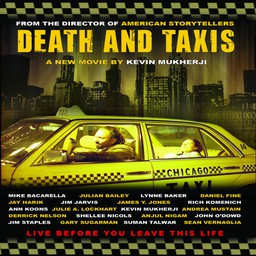 FROM THE DIRECTOR OF AMERICAN STORYTELLERS
DEATH AND TAXIS
A NEW MOVIE BY KEVIN MUKHERJI
CHICAGO
MIKE BACARELLA JULIAN BAILEY LYNNE BAKER DANIEL FINE
JAY HARIK JIM JARVIS JAMES Y. JONES RICH KOMENICH
ANN KOONS JULIE A. LOCKHART KEVIN MUKHERJI ANDREA MUSTAIN
DERRICK NELSON SHELLEE NICOLS ANJUL NIGAM JOHN O'DOWD
JIM STAPLES GARY SUGARMAN SUMAN TALWAR SEAN VERNAGLIA
LIVE BEFORE YOU LEAVE THIS LIFE